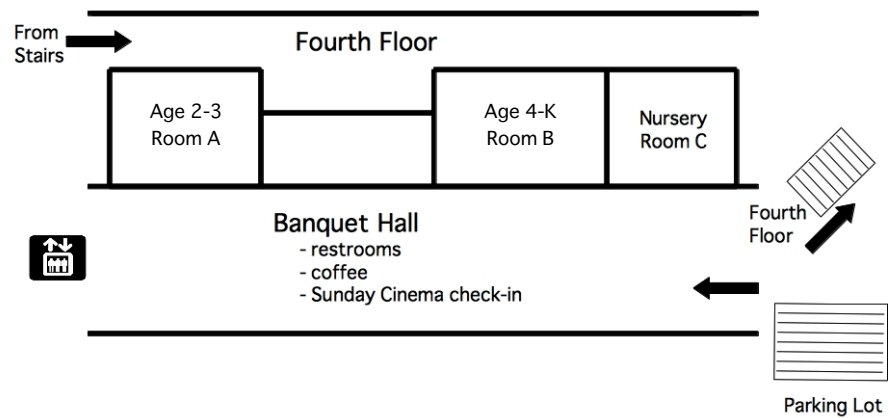 From
Stairs
Fourth Floor
Age 2-3
Room A
Age 4-K
Room B
Nursery
Room C
Banquet Hall
- restrooms
- coffee
- Sunday Cinema check-in
Fourth
Floor
Parking Lot